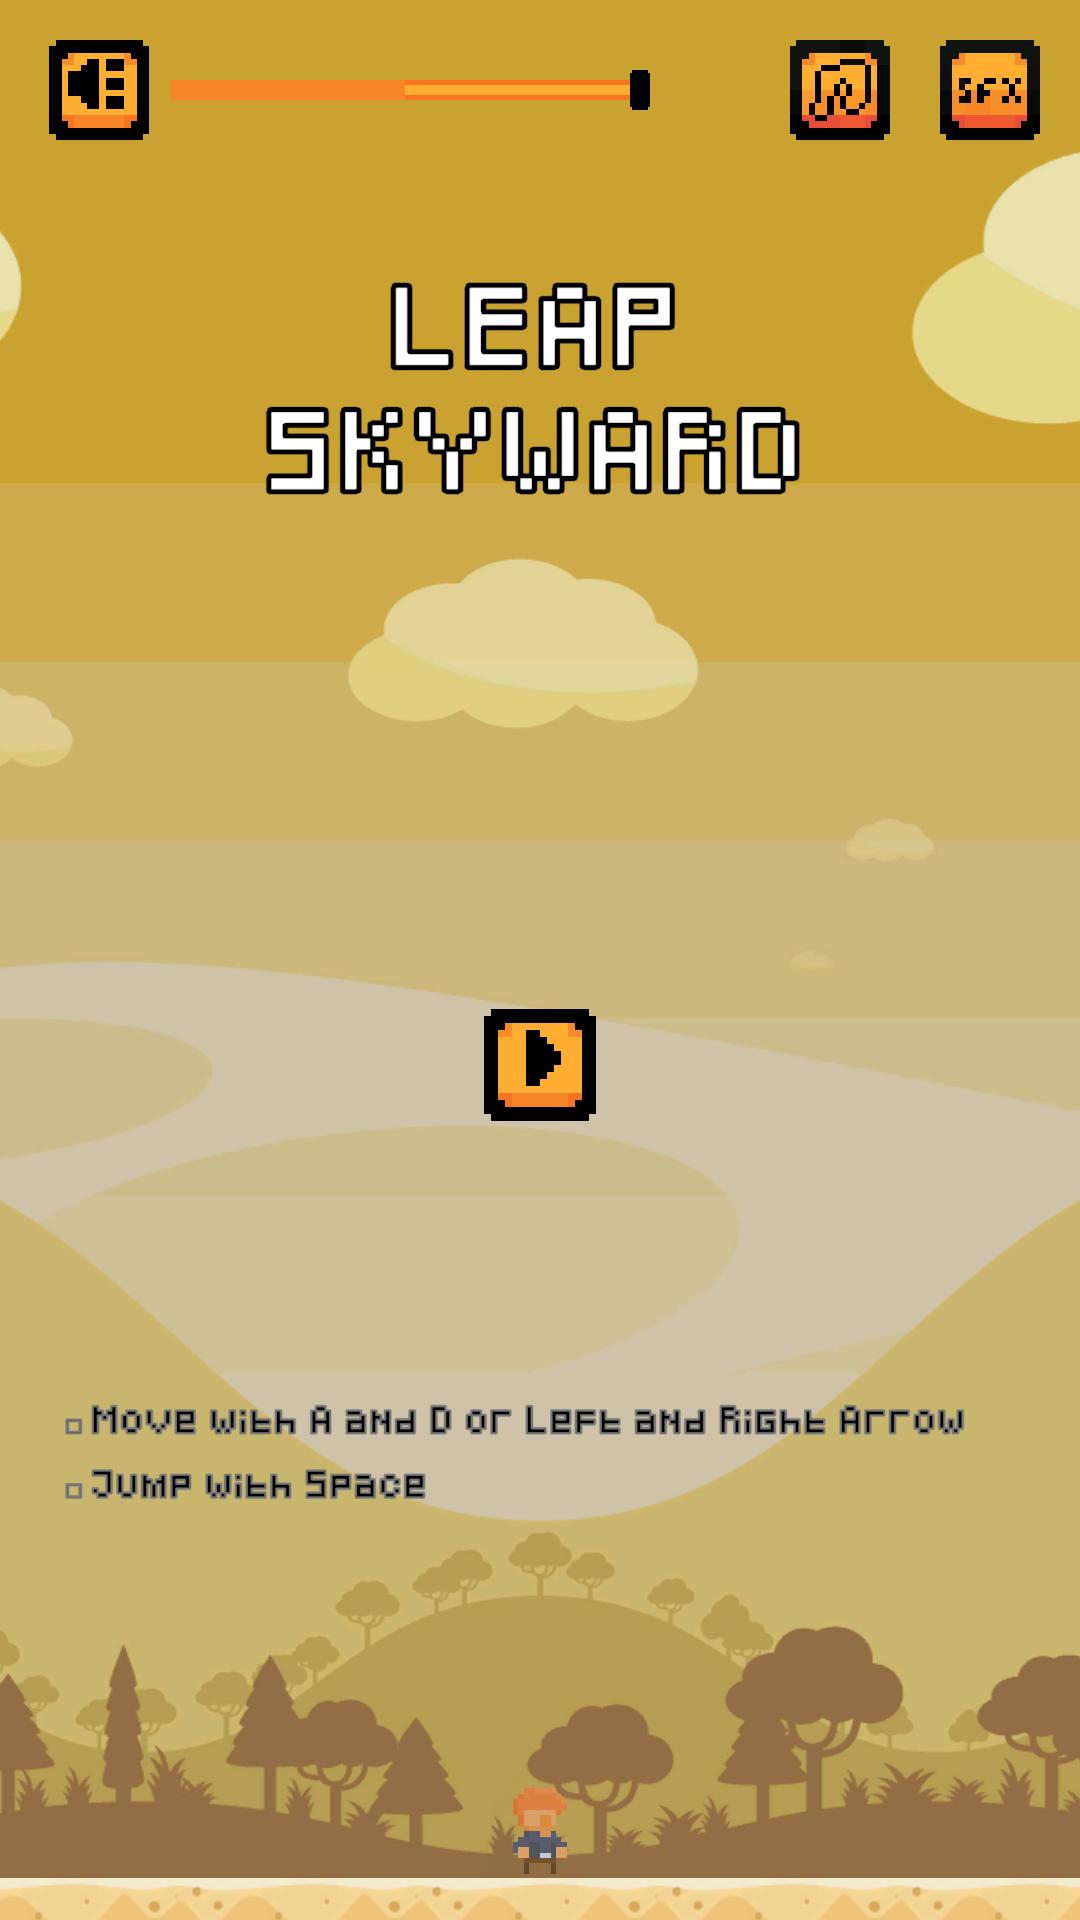 SFX
LEAP
SKYWARD
Move with A and D or Left and Right Arrow
Jump with Space